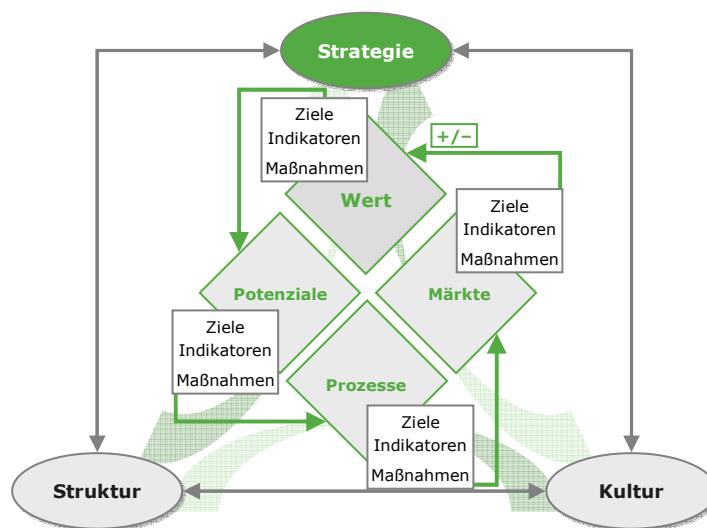 Strategie
Ziele
Indikatoren
Maßnahmen
+/-
Wert
Ziele
Indikatoren
Maßnahmen
Potenziale
Märkte
Ziele
Indikatoren
Maßnahmen
Prozesse
Ziele
Indikatoren
Maßnahmen
Struktur
Kultur